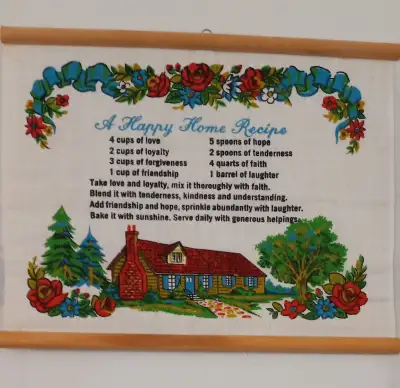 A Happy Home Recipe
4 cups of love 5 spoons of hope
2 cups of loyalty 2 spoons of tenderness
3 cups of forgiveness 4 quarts of faith
1 cup of friendship 1 barrel of laughter
Take love and loyalty, mix it thoroughly with faith.
Blend it with tenderness, kindness and understanding.
Add friendship and hope, sprinkle abundantly with laughter.
Bake it with sunshine. Serve daily with generous helpings.